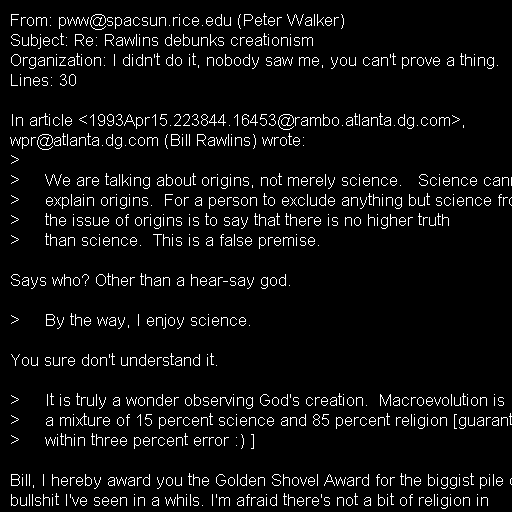 From: pww@spacsun.rice.edu (Peter Walker)
Subject: Re: Rawlins debunks creationism
Organization: I didn't do it, nobody saw me, you can't prove a thing.
Lines: 30
In article <1993Apr15.223844.16453@rambo.atlanta.dg.com>,
wpr@atlanta.dg.com (Bill Rawlins) wrote:
>
> We are talking about origins, not merely science. Science
> explain origins. For a person to exclude anything but science
> the issue of origins is to say that there is no higher truth
> than science. This is a false premise.
Says who? Other than a hear-say god.
> By the way, I enjoy science.
You sure don't understand it.
> It is truly a wonder observing God's creation. Macroevolution is
> a mixture of 15 percent science and 85 percent religion
> within three percent error :) ]
Bill, I hereby award you the Golden Shovel Award for the biggist pile
bullshit I've seen in a whils. I'm afraid there's not a bit of religion in